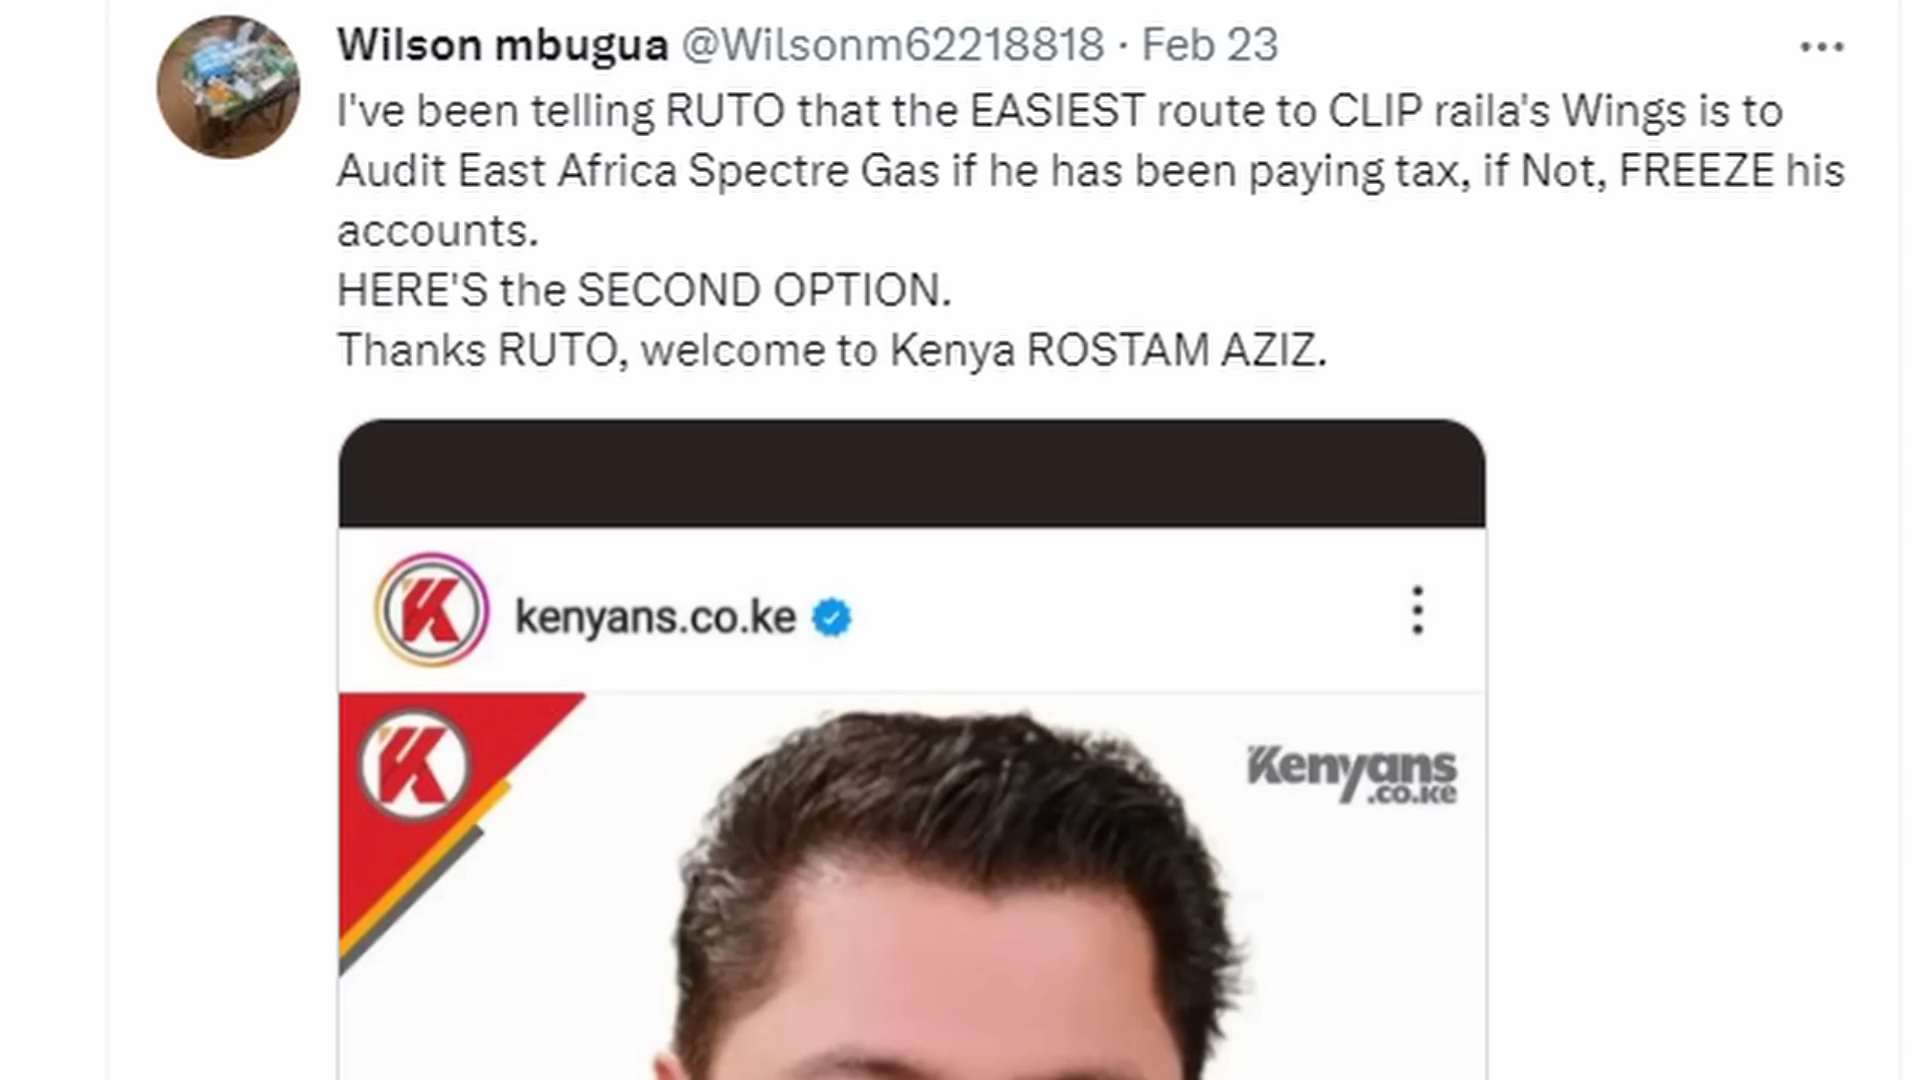 Wilson mbugua @Wilsonm62218818 · Feb 23
I've been telling RUTO that the EASIEST route to CLIP raila's Wings is to
Audit East Africa Spectre Gas if he has been paying tax, if Not, FREEZE his
accounts.
HERE'S the SECOND OPTION.
Thanks RUTO, welcome to Kenya ROSTAM AZIZ.
kenyans.co.ke
Kenyans
.co.ke